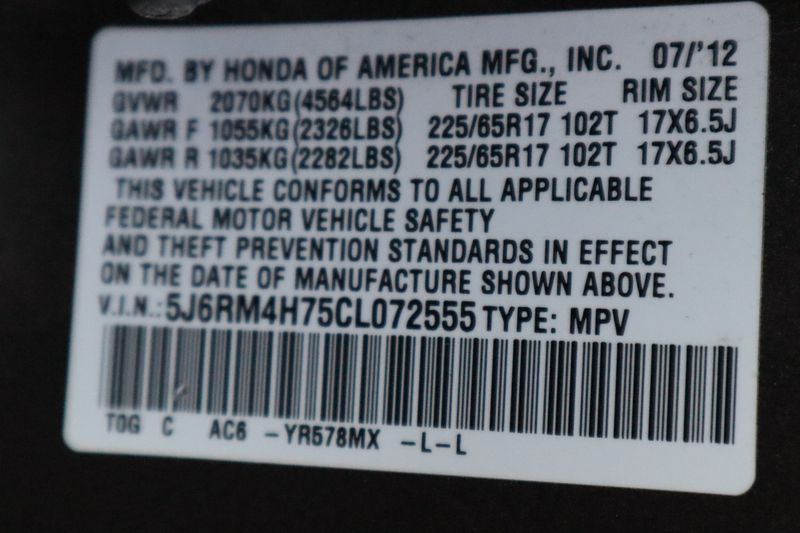 MFD. BY HONDA OF AMERICA MFG., INC. 07/'12
GVWR 2070KG(4564LBS) TIRE SIZE RIM SIZE
GAWR F 1055KG(2326LBS) 225/65R17 102T 17X6.5J
GAWR R 1035KG(2282LBS) 225/65R17 102T 17X6.5J
THIS VEHICLE CONFORMS TO ALL APPLICABLE
FEDERAL MOTOR VEHICLE SAFETY
AND THEFT PREVENTION STANDARDS IN EFFECT
ON THE DATE OF MANUFACTURE SHOWN ABOVE.
V.I.N.: 5J6RM4H75CL072555 TYPE: MPV
T0G C AC6 -YR578MX -L-L